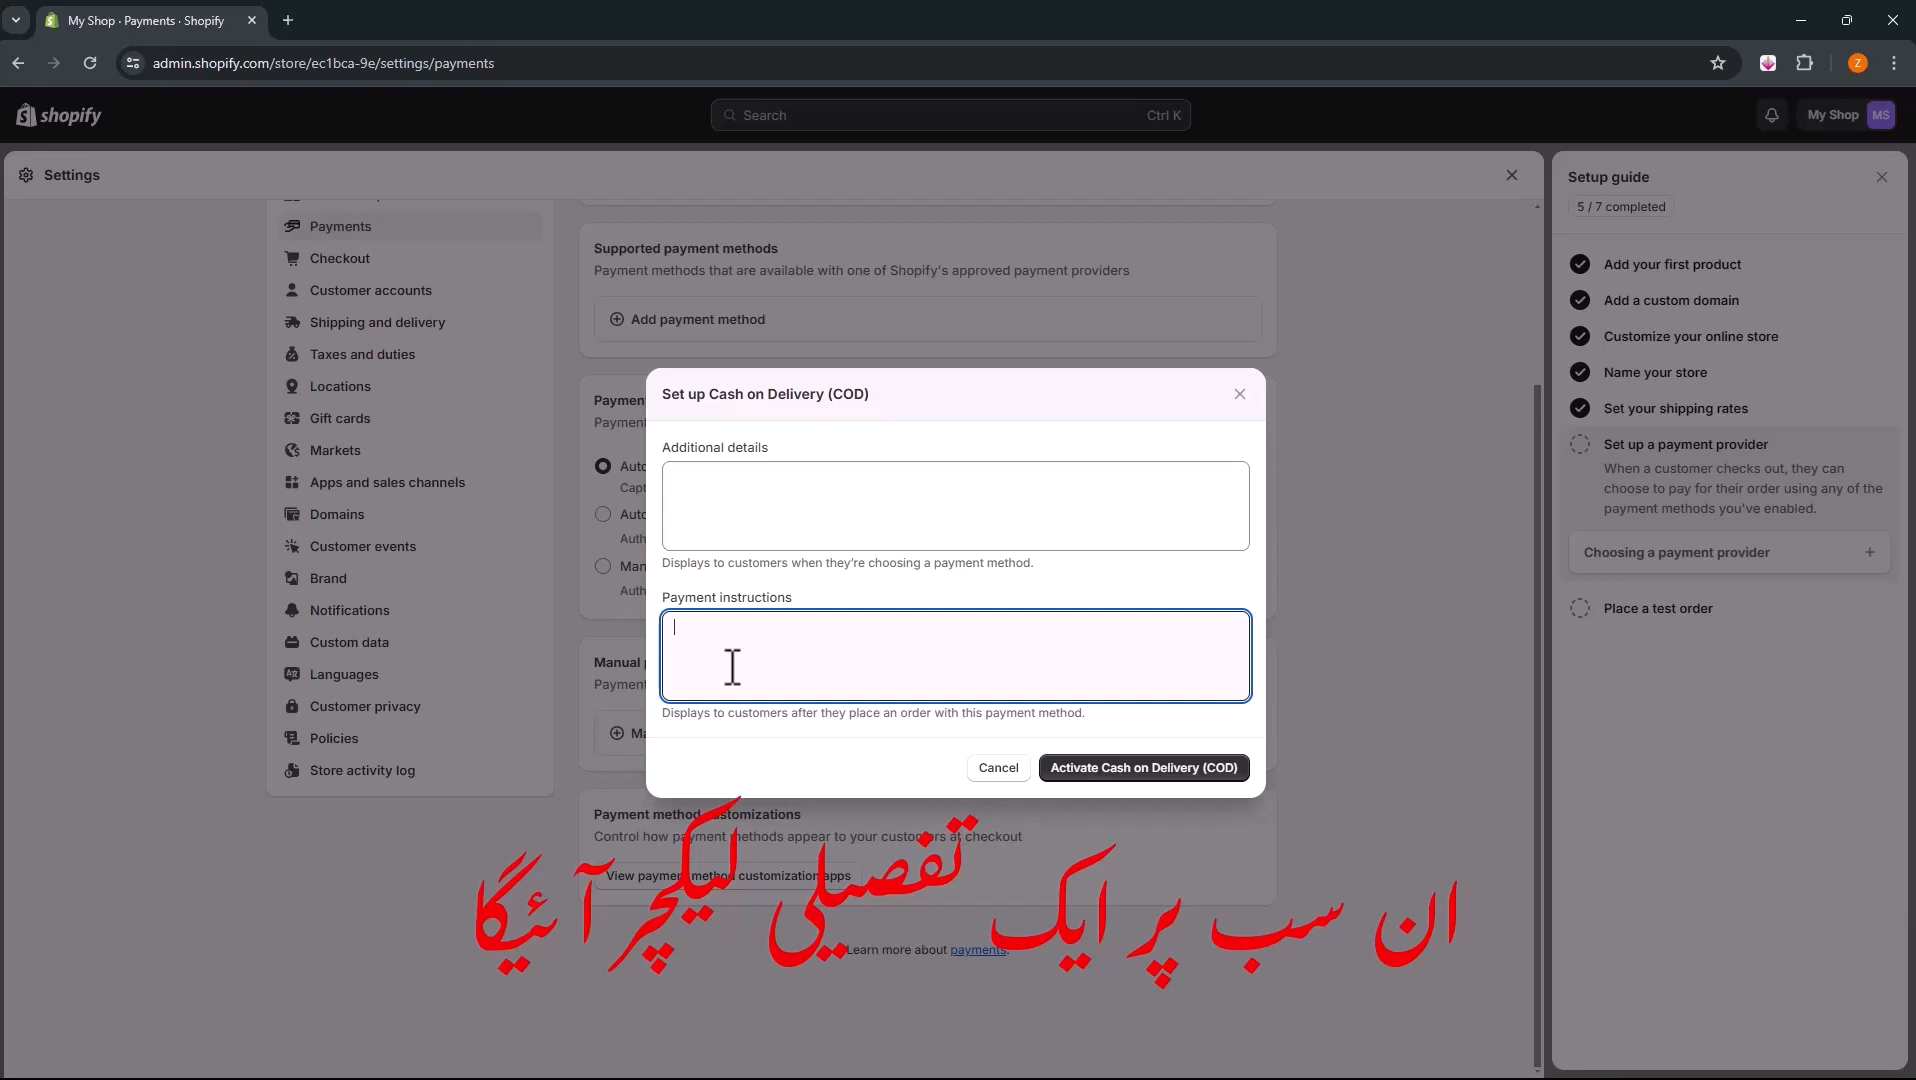 My Shop · Payments · Shopify
admin.shopify.com/store/ec1bca-9e/settings/payments
Z
shopify
Search
Ctrl K
My Shop
MS
Settings
Payments
Checkout
Customer accounts
Shipping and delivery
Taxes and duties
Locations
Gift cards
Markets
Apps and sales channels
Domains
Customer events
Brand
Notifications
Custom data
Languages
Customer privacy
Policies
Store activity log
Supported payment methods
Payment methods that are available with one of Shopify's approved payment providers
Add payment method
Set up Cash on Delivery (COD)
Additional details
Displays to customers when they're choosing a payment method.
Payment instructions
Displays to customers after they place an order with this payment method.
Cancel
Activate Cash on Delivery (COD)
Manual
Payment method customizations
Control how payment methods appear to your customers at checkout
View payment method customization apps
Learn more about payments.
ان سب پر ایک تفصیلی لیکچر آئیگا
Setup guide
5 / 7 completed
Add your first product
Add a custom domain
Customize your online store
Name your store
Set your shipping rates
Set up a payment provider
When a customer checks out, they can
choose to pay for their order using any of the
payment methods you've enabled.
Choosing a payment provider
Place a test order